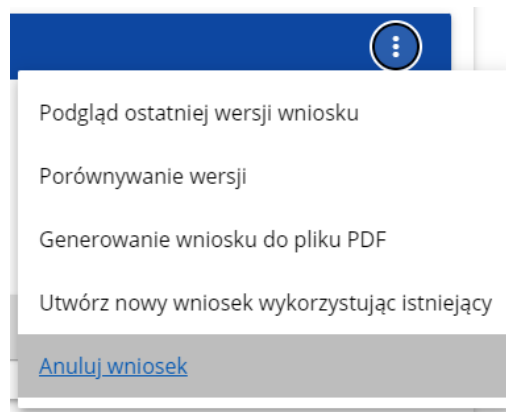 Podgląd ostatniej wersji wniosku
Porównywanie wersji
Generowanie wniosku do pliku PDF
Utwórz nowy wniosek wykorzystując istniejący
Anuluj wniosek